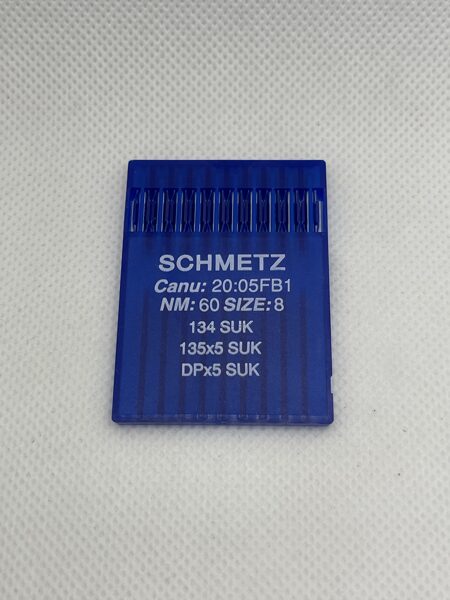 SCHMETZ
Canu: 20:05FB1
NM: 60 SIZE: 8
134 SUK
135x5 SUK
DPx5 SUK